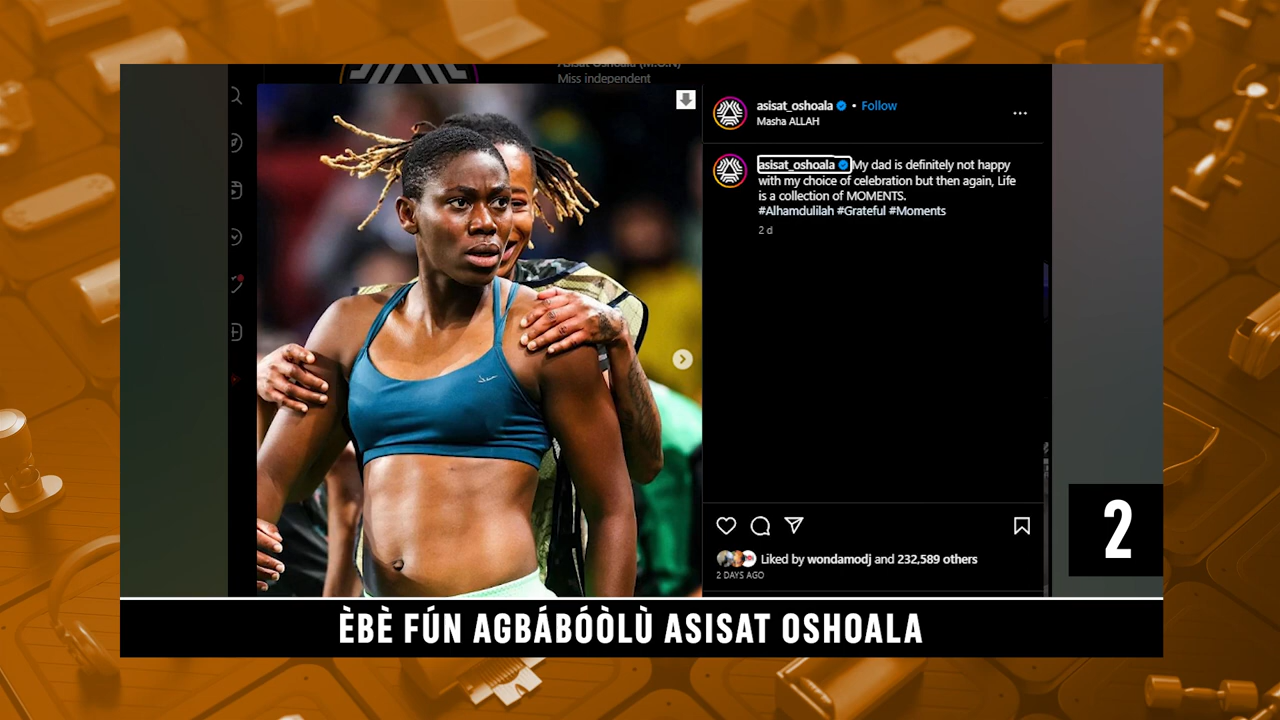 Asisat Oshoala (M.O.N)
Miss independent
asisat_oshoala • Follow
Masha ALLAH
asisat_oshoala My dad is definitely not happy
with my choice of celebration but then again, Life
is a collection of MOMENTS.
#Alhamdulilah #Grateful #Moments
2 d
Liked by wondamodj and 232,589 others
2 DAYS AGO
2
ÈBÈ FÚN AGBÁBÓÒLÙ ASISAT OSHOALA